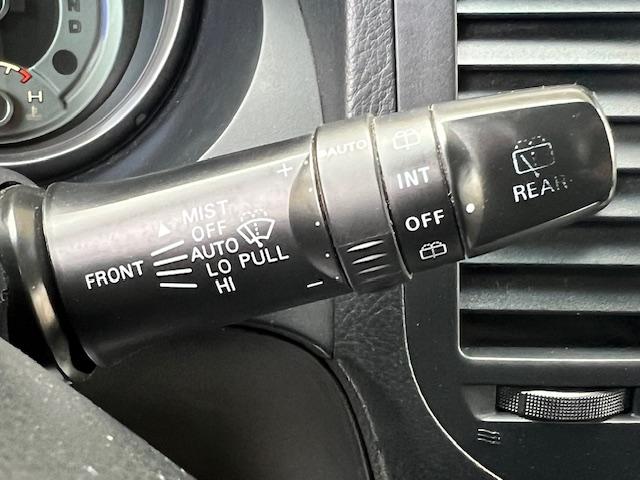 D
H
FRONT
MIST
OFF
AUTO
LO PULL
HI
+
AUTO
−
INT
OFF
REAR